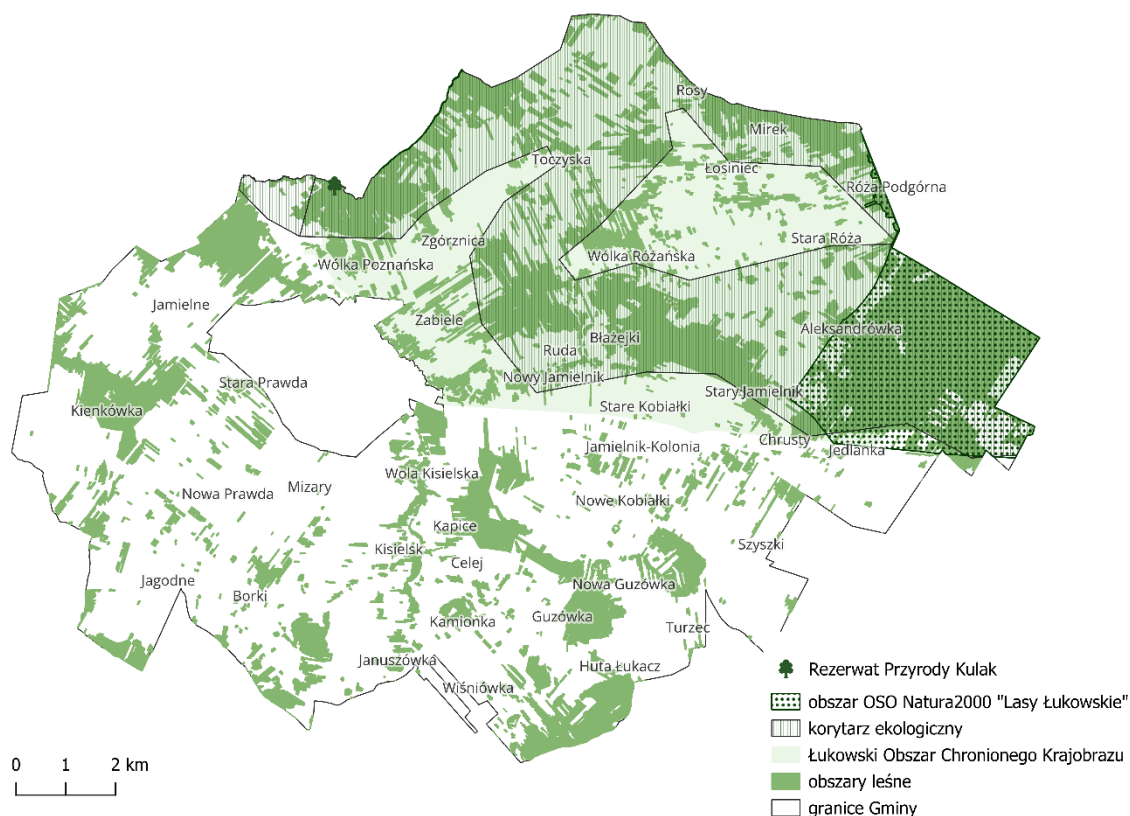 Rosy
Mirek
Toczyska
Łosiniec
Róża Podgórna
Zgórznica
Stara Róża
Wólka Poznańska
Wólka Różańska
Jamielne
Zabiele
Błażejki
Aleksandrówka
Ruda
Stara Prawda
Nowy Jamielnik
Stary Jamielnik
Kienkówka
Stare Kobiałki
Chrusty
Jamielnik-Kolonia
Jedlanka
Wola Kisielska
Nowa Prawda
Mizary
Nowe Kobiałki
Kapice
Kisielsk
Szyszki
Celej
Jagodne
Nowa Guzówka
Borki
Kamionka
Guzówka
Turzec
Januszówka
Huta Łukacz
Wiśniówka
Rezerwat Przyrody Kulak
obszar OSO Natura2000 "Lasy Łukowskie"
korytarz ekologiczny
Łukowski Obszar Chronionego Krajobrazu
obszary leśne
granice Gminy
0 1 2 km